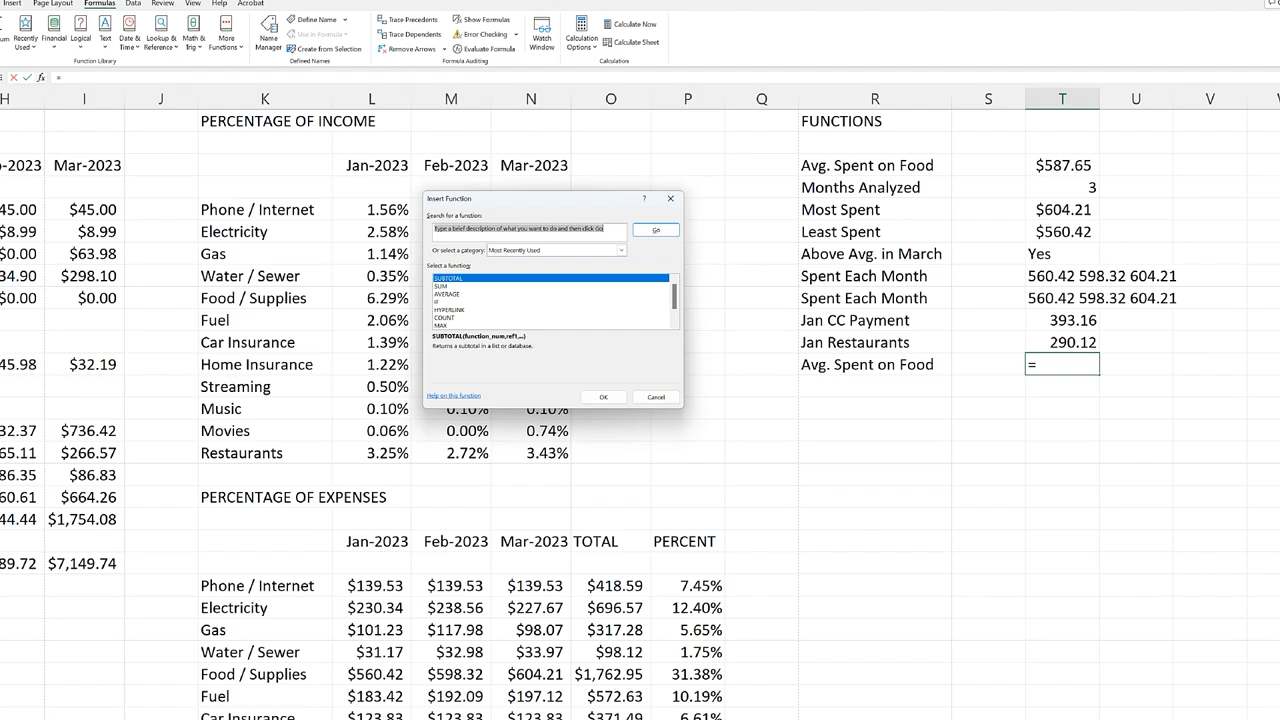 Insert Page Layout Formulas Data Review View Help Acrobat
Recently Used Financial Logical Text Date & Time Lookup & Reference Math & Trig More Functions
Function Library
Name Manager
Define Name
Use in Formula
Create from Selection
Defined Names
Trace Precedents Show Formulas
Trace Dependents Error Checking
Remove Arrows Evaluate Formula
Formula Auditing
Watch Window
Calculation Options
Calculate Now
Calculate Sheet
Calculation
fx =
H I J K L M N O P Q R S T U V
PERCENTAGE OF INCOME FUNCTIONS
-2023 Mar-2023 Jan-2023 Feb-2023 Mar-2023 Avg. Spent on Food $587.65
Months Analyzed 3
45.00 $45.00 Phone / Internet 1.56% Most Spent $604.21
8.99 $8.99 Electricity 2.58% Least Spent $560.42
$0.00 $63.98 Gas 1.14% Above Avg. in March Yes
34.90 $298.10 Water / Sewer 0.35% Spent Each Month 560.42 598.32 604.21
$0.00 $0.00 Food / Supplies 6.29% Spent Each Month 560.42 598.32 604.21
Fuel 2.06% Jan CC Payment 393.16
Car Insurance 1.39% Jan Restaurants 290.12
45.98 $32.19 Home Insurance 1.22% Avg. Spent on Food =
Streaming 0.50%
Music 0.10% 0.10% 0.10%
32.37 $736.42 Movies 0.06% 0.00% 0.74%
65.11 $266.57 Restaurants 3.25% 2.72% 3.43%
86.35 $86.83
60.61 $664.26 PERCENTAGE OF EXPENSES
44.44 $1,754.08
Jan-2023 Feb-2023 Mar-2023 TOTAL PERCENT
89.72 $7,149.74
Phone / Internet $139.53 $139.53 $139.53 $418.59 7.45%
Electricity $230.34 $238.56 $227.67 $696.57 12.40%
Gas $101.23 $117.98 $98.07 $317.28 5.65%
Water / Sewer $31.17 $32.98 $33.97 $98.12 1.75%
Food / Supplies $560.42 $598.32 $604.21 $1,762.95 31.38%
Fuel $183.42 $192.09 $197.12 $572.63 10.19%
Car Insurance $123.83 $123.83 $123.83 $371.49 6.61%
Insert Function ?
Search for a function:
Type a brief description of what you want to do and then click Go
Go
Or select a category: Most Recently Used
Select a function:
SUBTOTAL
SUM
AVERAGE
IF
HYPERLINK
COUNT
MAX
SUBTOTAL(function_num,ref1,...)
Returns a subtotal in a list or database.
Help on this function
OK Cancel